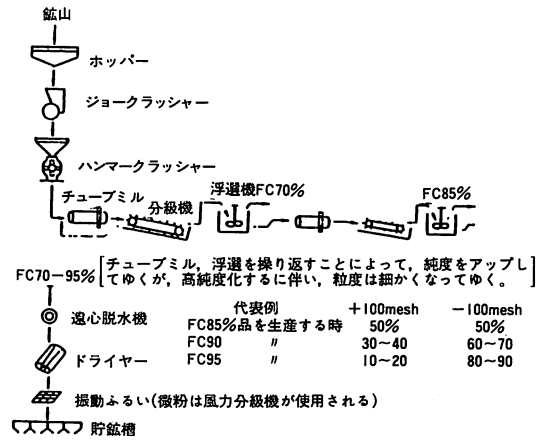 鉱山
ホッパー
ジョークラッシャー
ハンマークラッシャー
チューブミル
分級機
浮選機FC70%
FC85%
FC70-95%
[チューブミル,浮選を繰り返すことによって,純度をアップし
てゆくが,高純度化するに伴い,粒度は細かくなってゆく。]
代表例 +100mesh -100mesh
FC85%品を生産する時 50% 50%
FC90 〃 30~40 60~70
FC95 〃 10~20 80~90
遠心脱水機
ドライヤー
振動ふるい(微粉は風力分級機が使用される)
貯鉱槽